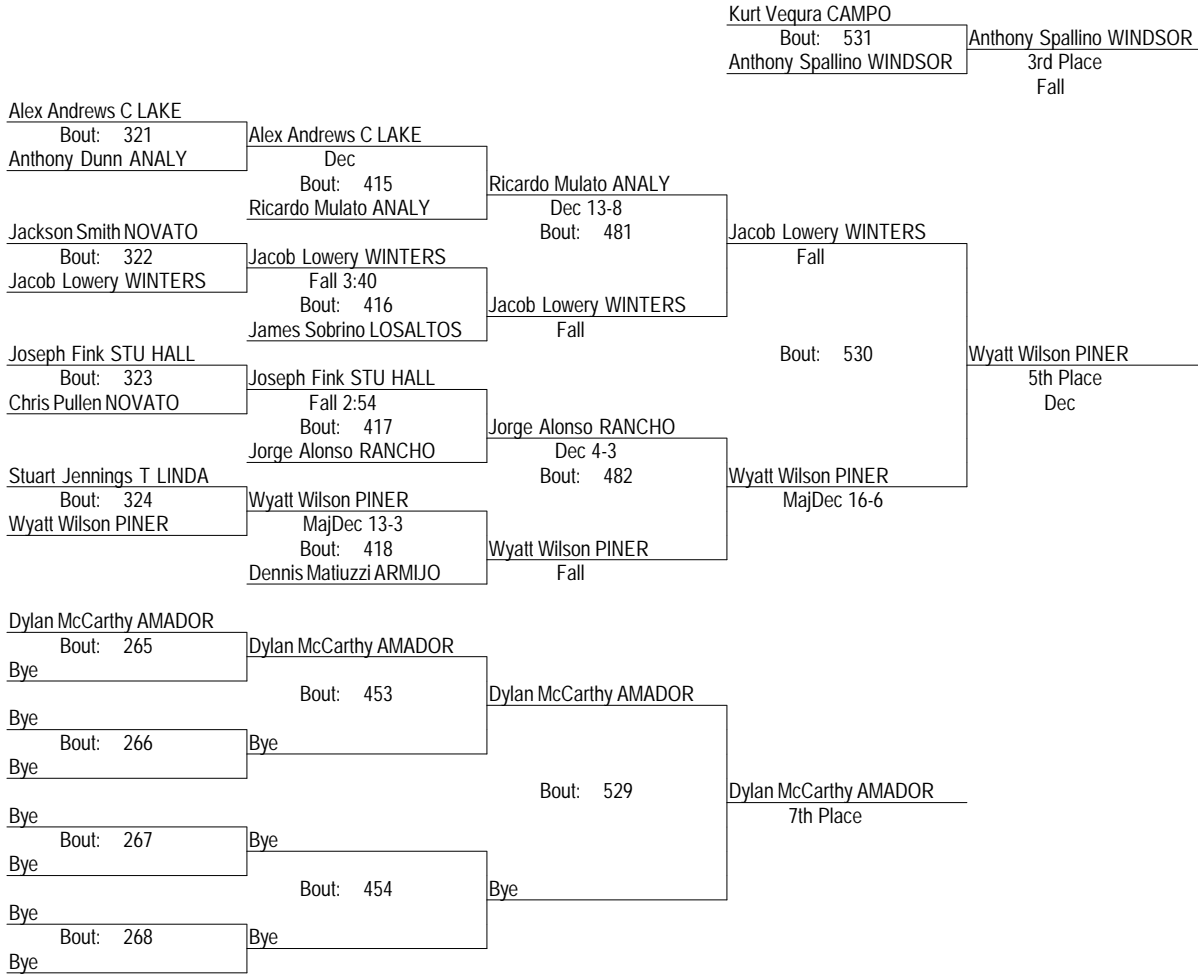 Kurt Vequra CAMPO
Bout: 531
Anthony Spallino WINDSOR
Anthony Spallino WINDSOR
3rd Place
Fall
Alex Andrews C LAKE
Bout: 321
Anthony Dunn ANALY
Alex Andrews C LAKE
Dec
Bout: 415
Ricardo Mulato ANALY
Ricardo Mulato ANALY
Dec 13-8
Bout: 481
Jackson Smith NOVATO
Bout: 322
Jacob Lowery WINTERS
Jacob Lowery WINTERS
Fall 3:40
Bout: 416
James Sobrino LOSALTOS
Jacob Lowery WINTERS
Fall
Jacob Lowery WINTERS
Fall
Bout: 530
Wyatt Wilson PINER
5th Place
Dec
Joseph Fink STU HALL
Bout: 323
Chris Pullen NOVATO
Joseph Fink STU HALL
Fall 2:54
Bout: 417
Jorge Alonso RANCHO
Jorge Alonso RANCHO
Dec 4-3
Bout: 482
Stuart Jennings T LINDA
Bout: 324
Wyatt Wilson PINER
Wyatt Wilson PINER
MajDec 13-3
Bout: 418
Dennis Matiuzzi ARMIJO
Wyatt Wilson PINER
Fall
Wyatt Wilson PINER
MajDec 16-6
Dylan McCarthy AMADOR
Bout: 265
Bye
Dylan McCarthy AMADOR
Bout: 453
Dylan McCarthy AMADOR
Bye
Bout: 266
Bye
Bye
Bout: 529
Dylan McCarthy AMADOR
7th Place
Bye
Bout: 267
Bye
Bye
Bout: 454
Bye
Bye
Bout: 268
Bye
Bye